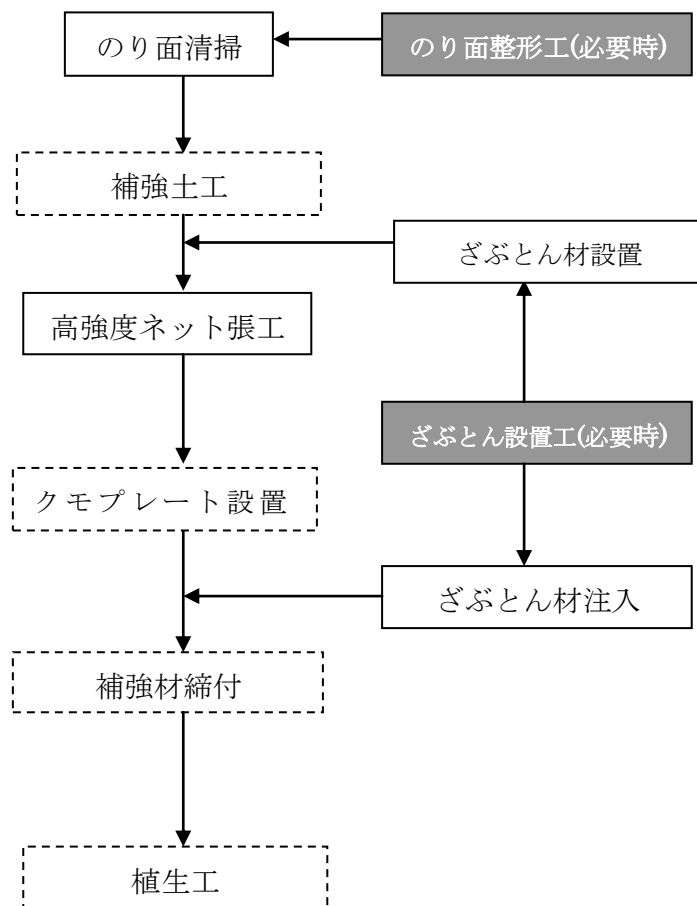 のり面清掃
のり面整形工(必要時)
補強土工
ざぶとん材設置
高強度ネット張工
ざぶとん設置工(必要時)
クモプレート設置
ざぶとん材注入
補強材締付
植生工